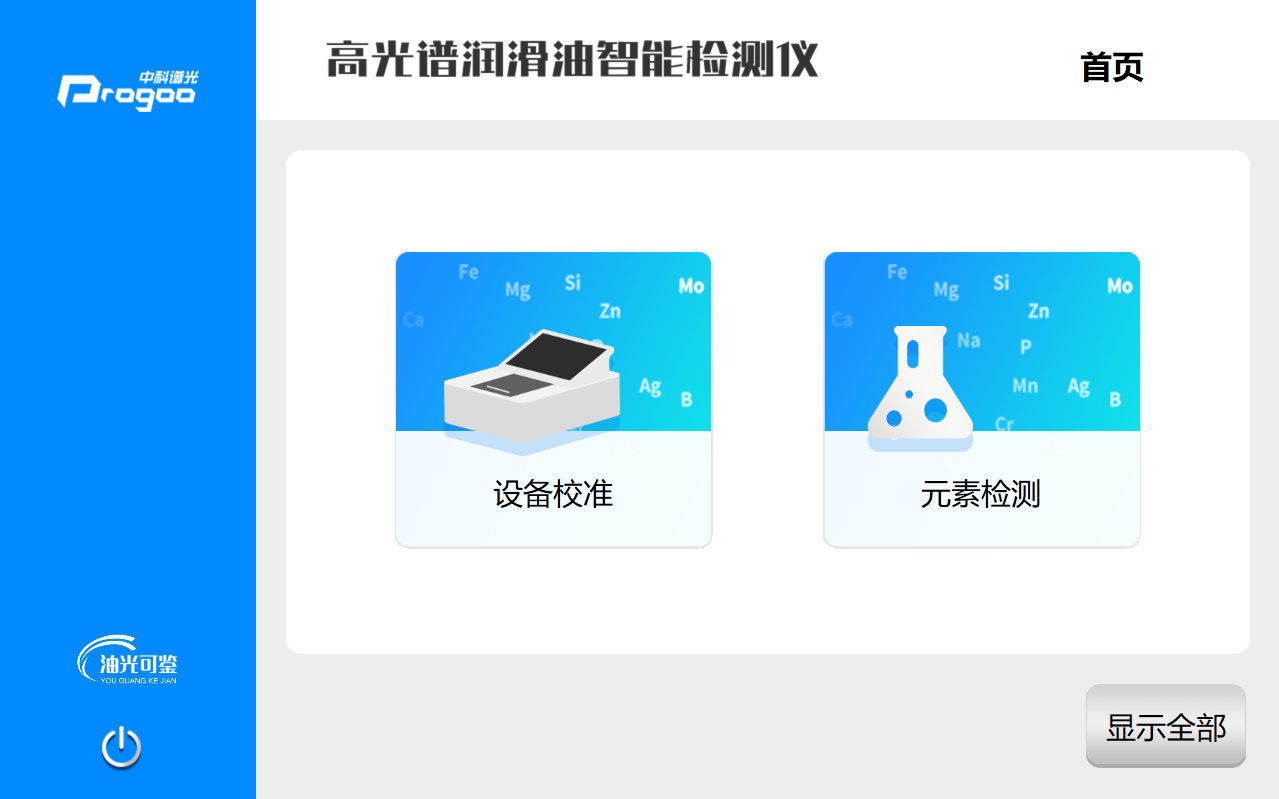 中科谱光
Dragoo
高光谱润滑油智能检测仪
首页
Fe
Mg
Si
Zn
Mo
Ca
Ag
B
设备校准
Fe
Mg
Si
Zn
Mo
Ca
Na
P
Mn
Ag
B
Cr
Cu
元素检测
油光可鉴
YOU GUANG KE JIAN
显示全部